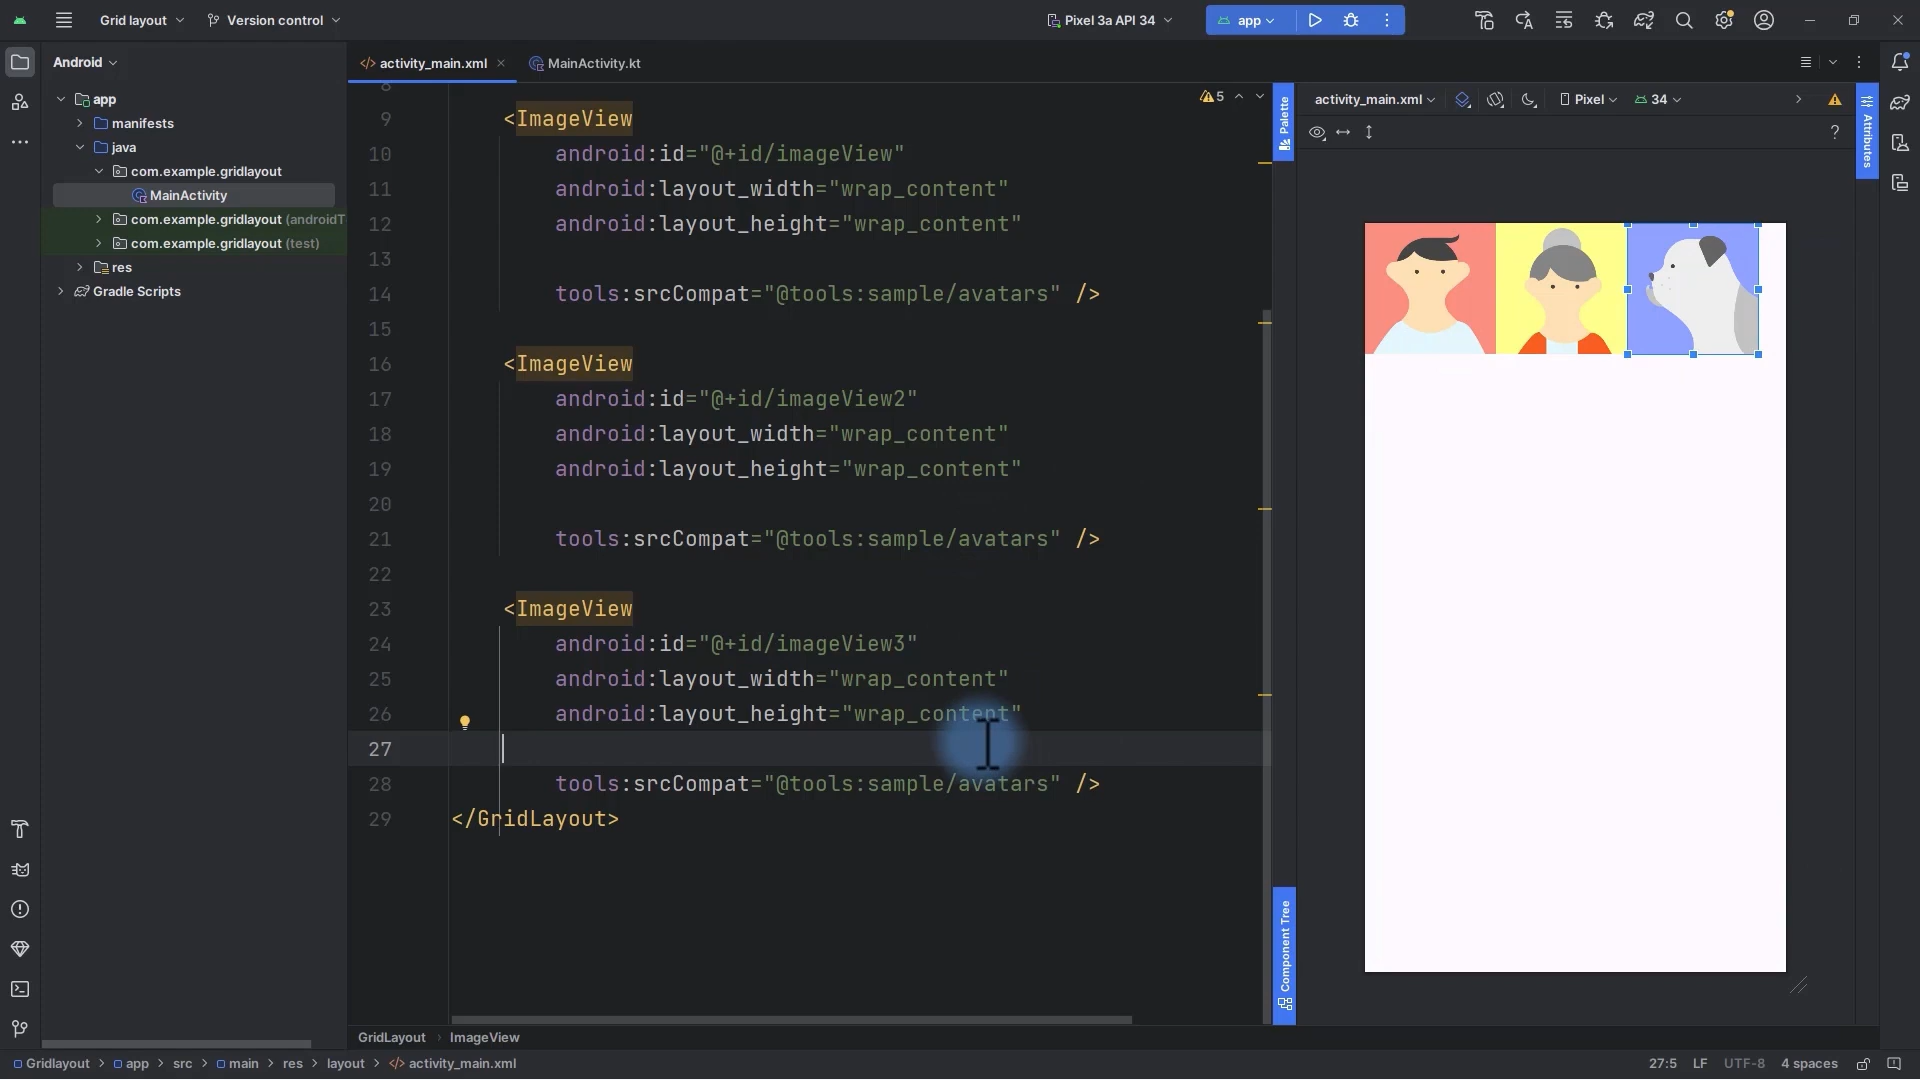 Grid layout
Version control
Pixel 3a API 34
app
Android
activity_main.xml
MainActivity.kt
app
manifests
java
com.example.gridlayout
MainActivity
com.example.gridlayout (androidT
com.example.gridlayout (test)
res
Gradle Scripts
5
8
9 <ImageView
10 android:id="@+id/imageView"
11 android:layout_width="wrap_content"
12 android:layout_height="wrap_content"
13
14 tools:srcCompat="@tools:sample/avatars" />
15
16 <ImageView
17 android:id="@+id/imageView2"
18 android:layout_width="wrap_content"
19 android:layout_height="wrap_content"
20
21 tools:srcCompat="@tools:sample/avatars" />
22
23 <ImageView
24 android:id="@+id/imageView3"
25 android:layout_width="wrap_content"
26 android:layout_height="wrap_content"
27
28 tools:srcCompat="@tools:sample/avatars" />
29 </GridLayout>
Palette
activity_main.xml
Pixel
34
?
Attributes
Component Tree
GridLayout > ImageView
Gridlayout > app > src > main > res > layout > activity_main.xml
27:5 LF UTF-8 4 spaces